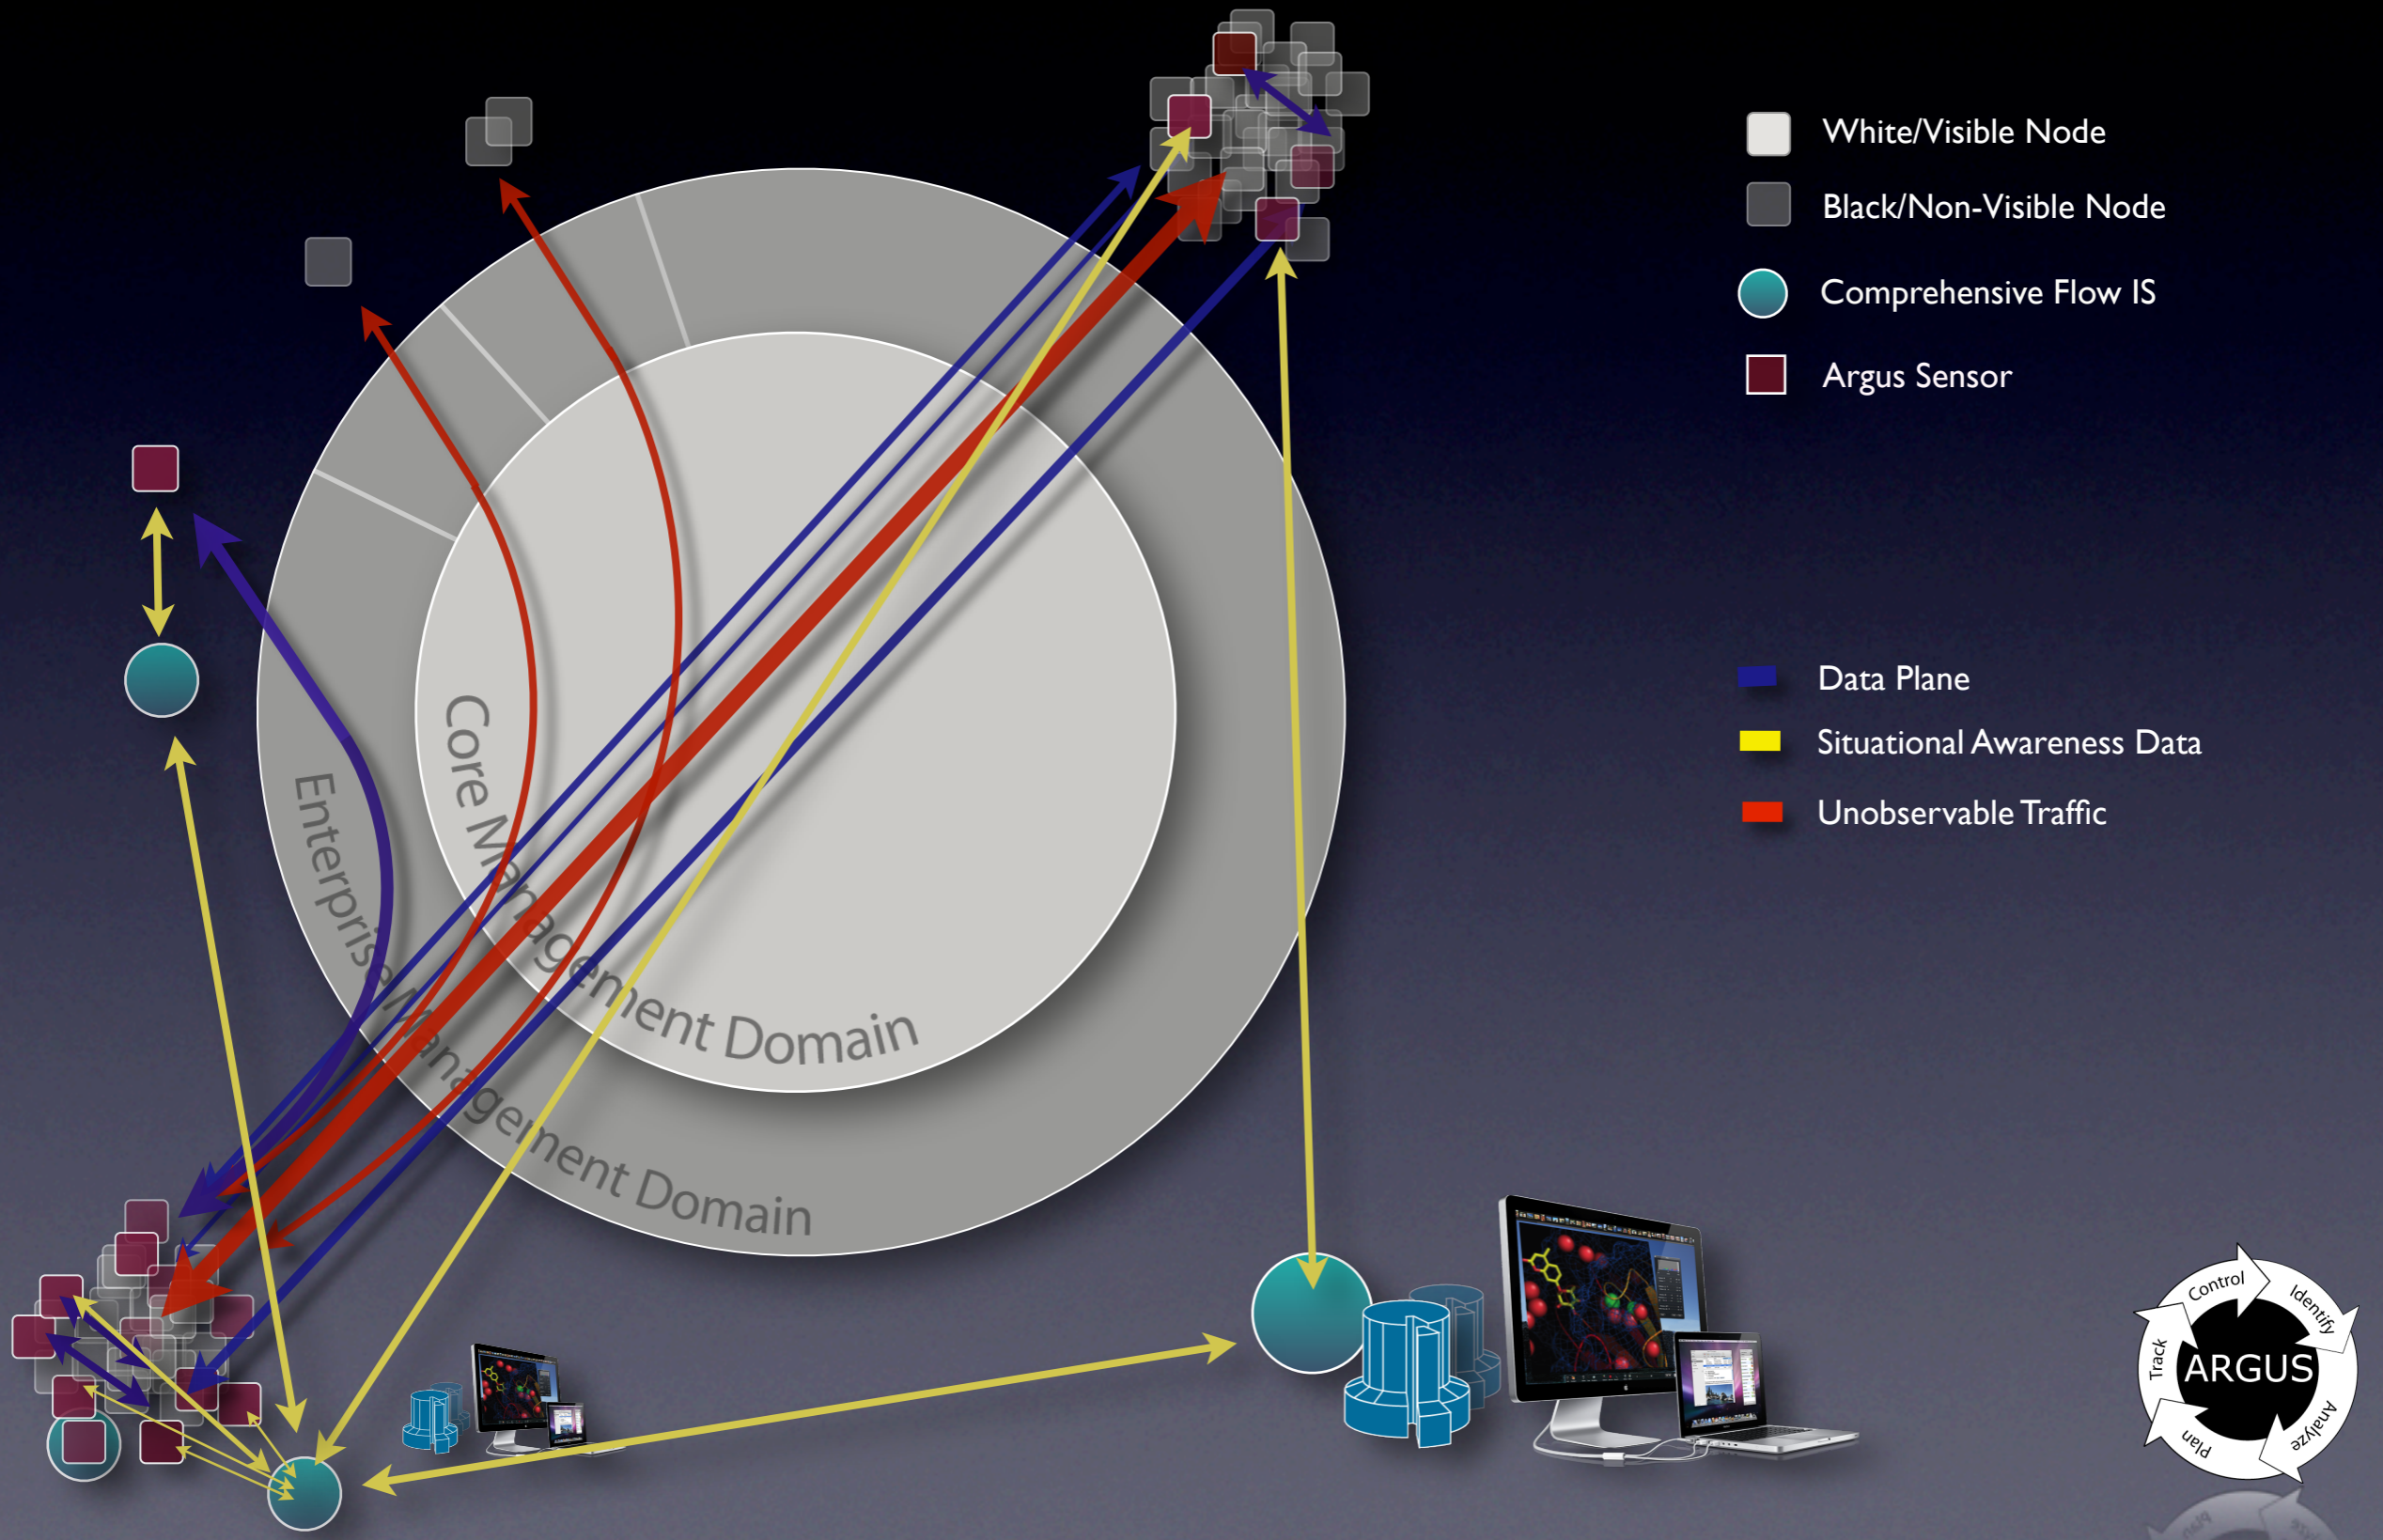 White/Visible Node
Black/Non-Visible Node
Comprehensive Flow IS
Argus Sensor
Core Management Domain
Enterprise Management Domain
Data Plane
Situational Awareness Data
Unobservable Traffic
Control
Identify
Analyze
Plan
Track
ARGUS